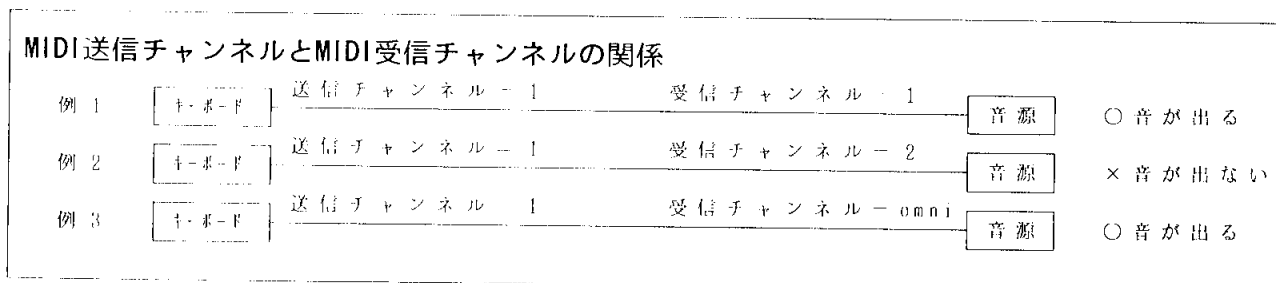 MIDI送信チャンネルとMIDI受信チャンネルの関係
例1 キーボード 送信チャンネル－1 受信チャンネル－1 音源 ○音が出る
例2 キーボード 送信チャンネル－1 受信チャンネル－2 音源 ×音が出ない
例3 キーボード 送信チャンネル 1 受信チャンネル－omni 音源 ○音が出る